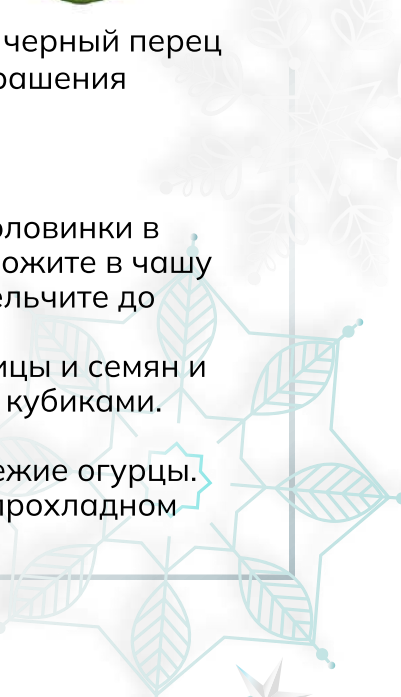 черный перец
рашения
оловинки в
ожите в чашу
ельчите до
ицы и семян и
кубиками.
ежие огурцы.
прохладном